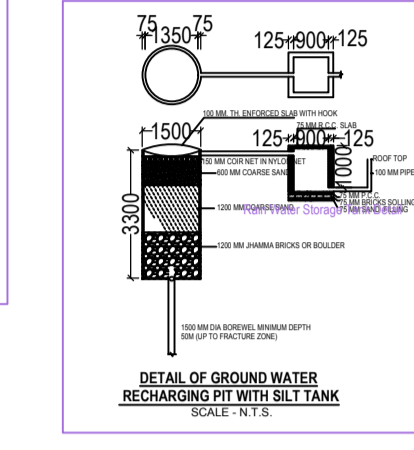 75 75
1350
125 900 125
100 MM. TH. ENFORCED SLAB WITH HOOK
75 MM R.C.C. SLAB
1500
125 900 125
150 MM COIR NET IN NYLON NET
ROOF TOP
600 MM COARSE SAND
1000
100 MM PIPE
75 MM P.C.C.
75 MM BRICKS SOLLING
75 MM SAND FILLING
1200 MM COARSE SAND
Rain Water Storage Tank Detail
3300
1200 MM JHAMMA BRICKS OR BOULDER
1500 MM DIA BOREWEL MINIMUM DEPTH
50M (UP TO FRACTURE ZONE)
DETAIL OF GROUND WATER
RECHARGING PIT WITH SILT TANK
SCALE - N.T.S.